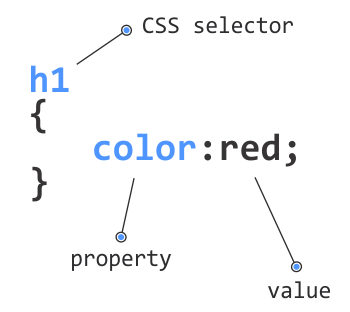 CSS selector
h1
{
color:red;
}
property
value